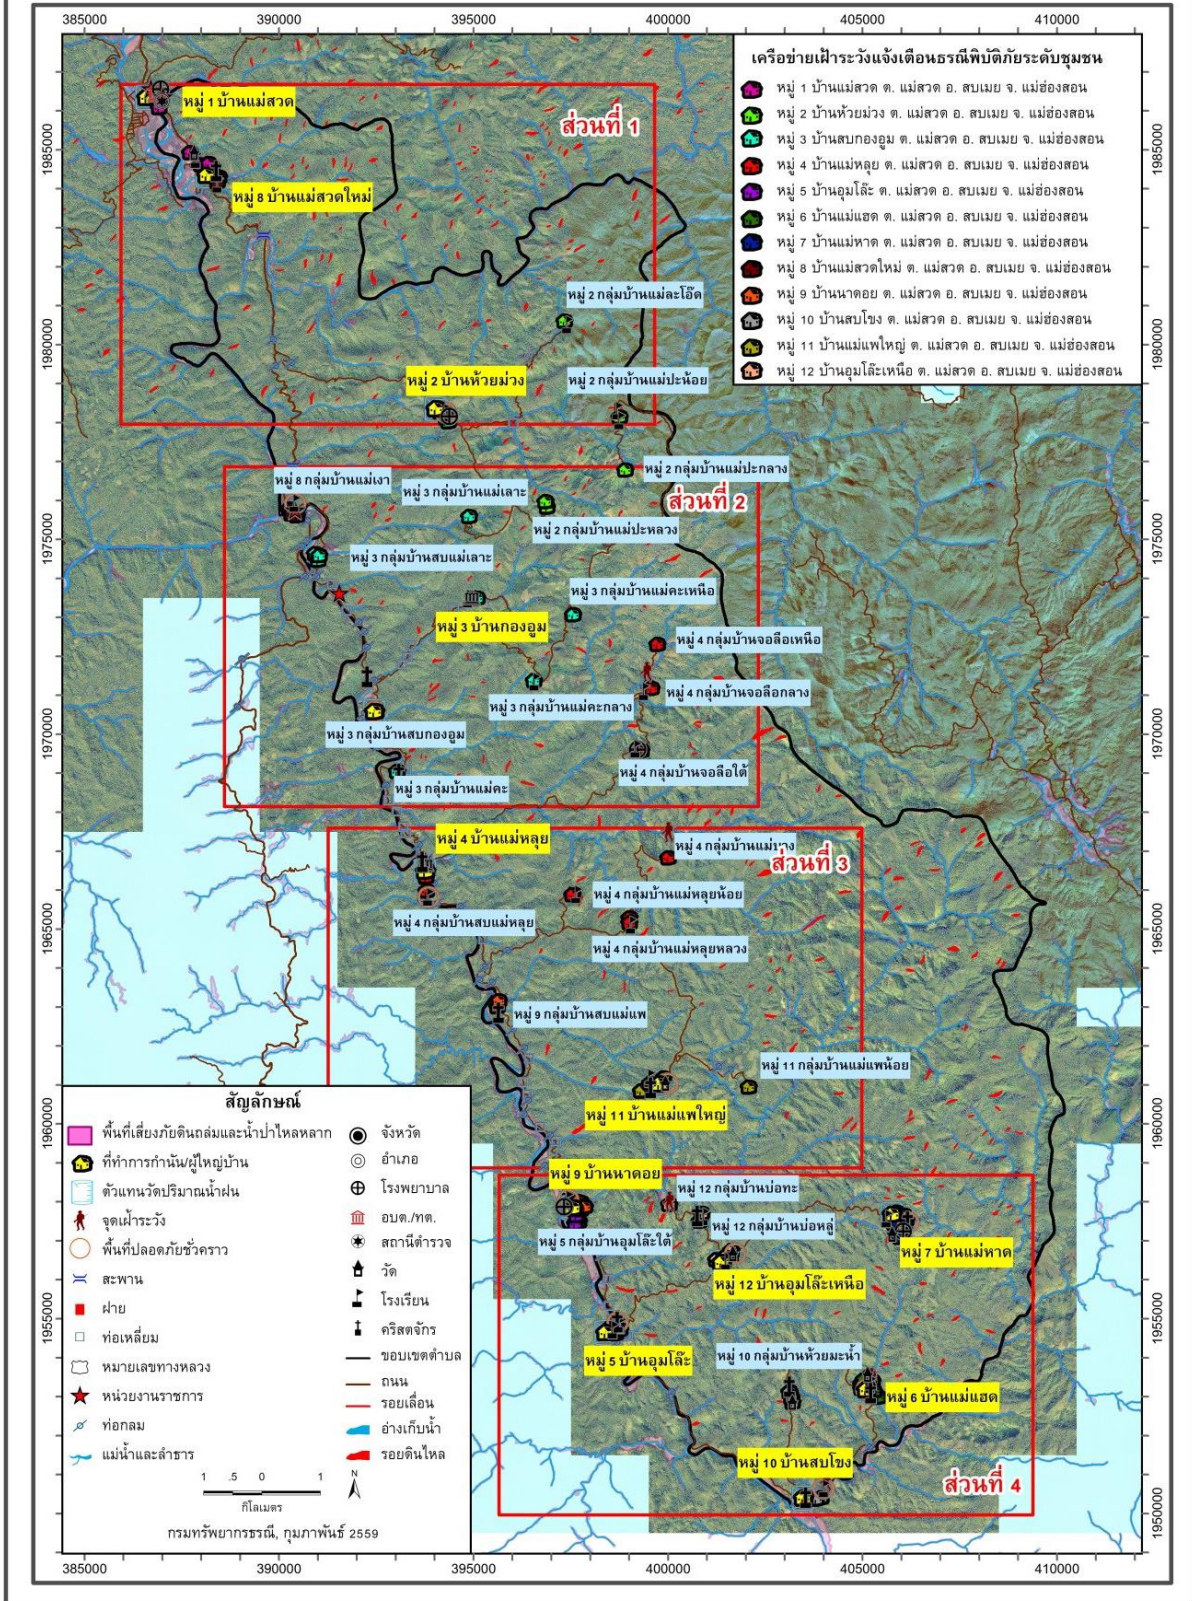 385000
390000
395000
400000
405000
410000
เครือข่ายเฝ้าระวังแจ้งเตือนธรณีพิบัติภัยระดับชุมชน
หมู่ 1 บ้านแม่สวด ต. แม่สวด อ. สบเมย จ. แม่ฮ่องสอน
หมู่ 2 บ้านห้วยม่วง ต. แม่สวด อ. สบเมย จ. แม่ฮ่องสอน
หมู่ 3 บ้านสบกองอูม ต. แม่สวด อ. สบเมย จ. แม่ฮ่องสอน
หมู่ 4 บ้านแม่หลุย ต. แม่สวด อ. สบเมย จ. แม่ฮ่องสอน
หมู่ 5 บ้านอุมโล๊ะ ต. แม่สวด อ. สบเมย จ. แม่ฮ่องสอน
หมู่ 6 บ้านแม่แฮด ต. แม่สวด อ. สบเมย จ. แม่ฮ่องสอน
หมู่ 7 บ้านแม่หาด ต. แม่สวด อ. สบเมย จ. แม่ฮ่องสอน
หมู่ 8 บ้านแม่สวดใหม่ ต. แม่สวด อ. สบเมย จ. แม่ฮ่องสอน
หมู่ 9 บ้านนาดอย ต. แม่สวด อ. สบเมย จ. แม่ฮ่องสอน
หมู่ 10 บ้านสบโขง ต. แม่สวด อ. สบเมย จ. แม่ฮ่องสอน
หมู่ 11 บ้านแม่แพใหญ่ ต. แม่สวด อ. สบเมย จ. แม่ฮ่องสอน
หมู่ 12 บ้านอุมโล๊ะเหนือ ต. แม่สวด อ. สบเมย จ. แม่ฮ่องสอน
หมู่ 1 บ้านแม่สวด
ส่วนที่ 1
1985000
1985000
หมู่ 8 บ้านแม่สวดใหม่
หมู่ 2 กลุ่มบ้านแม่ละโอ๊ด
1980000
1980000
หมู่ 2 บ้านห้วยม่วง
หมู่ 2 กลุ่มบ้านแม่ปะน้อย
หมู่ 2 กลุ่มบ้านแม่ปะกลาง
หมู่ 8 กลุ่มบ้านแม่เงา
หมู่ 3 กลุ่มบ้านแม่เลาะ
ส่วนที่ 2
หมู่ 2 กลุ่มบ้านแม่ปะหลวง
1975000
1975000
หมู่ 3 กลุ่มบ้านสบแม่เลาะ
หมู่ 3 กลุ่มบ้านแม่คะเหนือ
หมู่ 3 บ้านกองอูม
หมู่ 4 กลุ่มบ้านจอลือเหนือ
หมู่ 4 กลุ่มบ้านจอลือกลาง
หมู่ 3 กลุ่มบ้านแม่คะกลาง
หมู่ 3 กลุ่มบ้านสบกองอูม
1970000
1970000
หมู่ 4 กลุ่มบ้านจอลือใต้
หมู่ 3 กลุ่มบ้านแม่คะ
หมู่ 4 บ้านแม่หลุย
หมู่ 4 กลุ่มบ้านแม่
ส่วนที่ 3
หมู่ 4 กลุ่มบ้านแม่หลุยน้อย
หมู่ 4 กลุ่มบ้านสบแม่หลุย
หมู่ 4 กลุ่มบ้านแม่หลุยหลวง
1965000
1965000
หมู่ 9 กลุ่มบ้านสบแม่แพ
หมู่ 11 กลุ่มบ้านแม่แพน้อย
หมู่ 11 บ้านแม่แพใหญ่
1960000
1960000
หมู่ 9 บ้านนาดอย
หมู่ 12 กลุ่มบ้านบ่อทะ
หมู่ 12 กลุ่มบ้านบ่อหลู่
หมู่ 5 กลุ่มบ้านอุมโล๊ะใต้
หมู่ 7 บ้านแม่หาด
หมู่ 12 บ้านอุมโล๊ะเหนือ
1955000
1955000
หมู่ 10 กลุ่มบ้านห้วยมะน้ำ
หมู่ 5 บ้านอุมโล๊ะ
หมู่ 6 บ้านแม่แฮด
หมู่ 10 บ้านสบโขง
ส่วนที่ 4
1950000
1950000
สัญลักษณ์
พื้นที่เสี่ยงภัยดินถล่มและน้ำป่าไหลหลาก
ที่ทำการกำนัน/ผู้ใหญ่บ้าน
ตัวแทนวัดปริมาณน้ำฝน
จุดเฝ้าระวัง
พื้นที่ปลอดภัยชั่วคราว
สะพาน
ฝาย
ท่อเหลี่ยม
หมายเลขทางหลวง
หน่วยงานราชการ
ท่อกลม
แม่น้ำและลำธาร
จังหวัด
อำเภอ
โรงพยาบาล
อบต./ทต.
สถานีตำรวจ
วัด
โรงเรียน
คริสตจักร
ขอบเขตตำบล
ถนน
รอยเลื่อน
อ่างเก็บน้ำ
รอยดินไหล
1 .5 0 1
กิโลเมตร
N
กรมทรัพยากรธรณี, กุมภาพันธ์ 2559
385000
390000
395000
400000
405000
410000